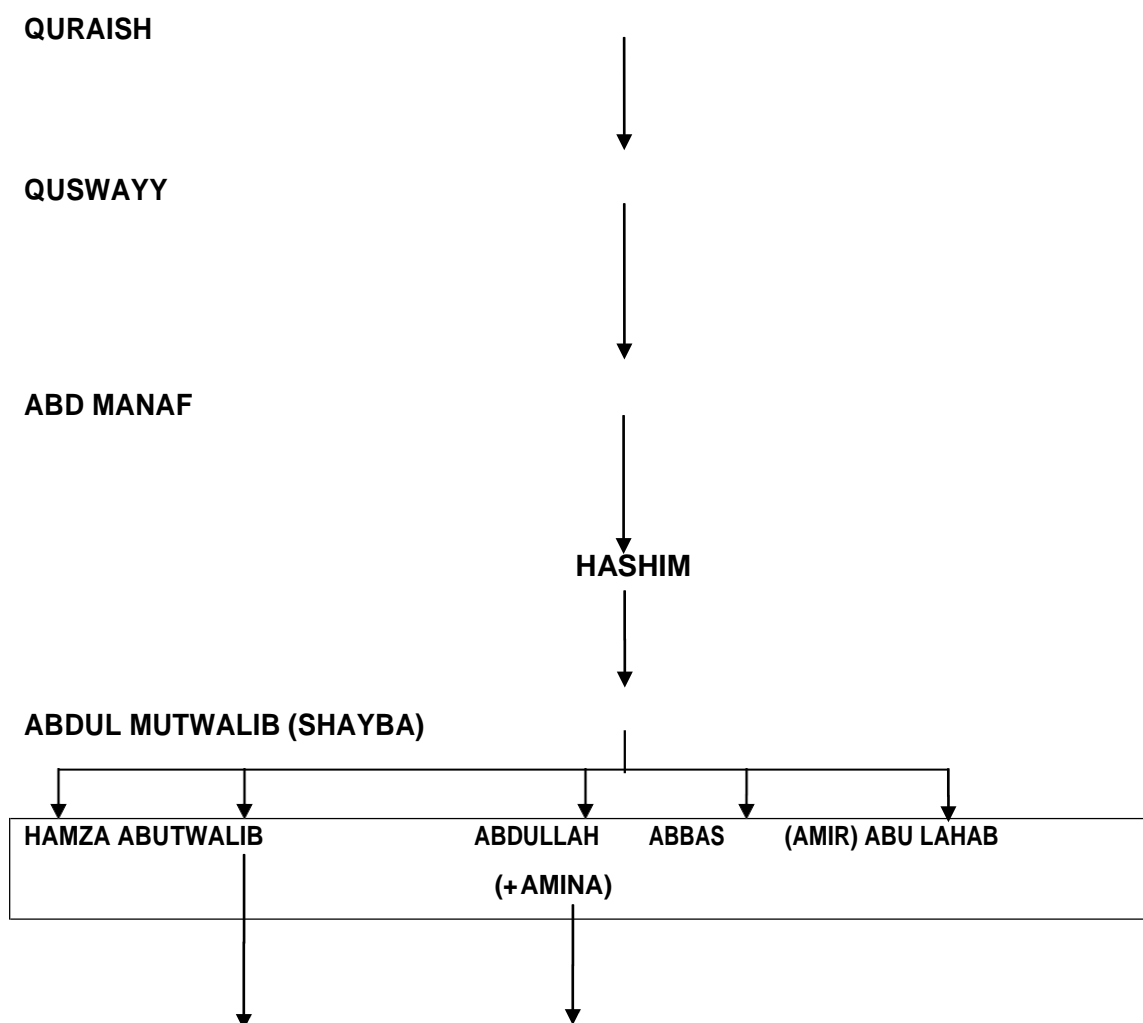 QURAISH
QUSWAYY
ABD MANAF
HASHIM
ABDUL MUTWALIB (SHAYBA)
HAMZA ABUTWALIB ABDULLAH ABBAS (AMIR) ABU LAHAB
(+AMINA)